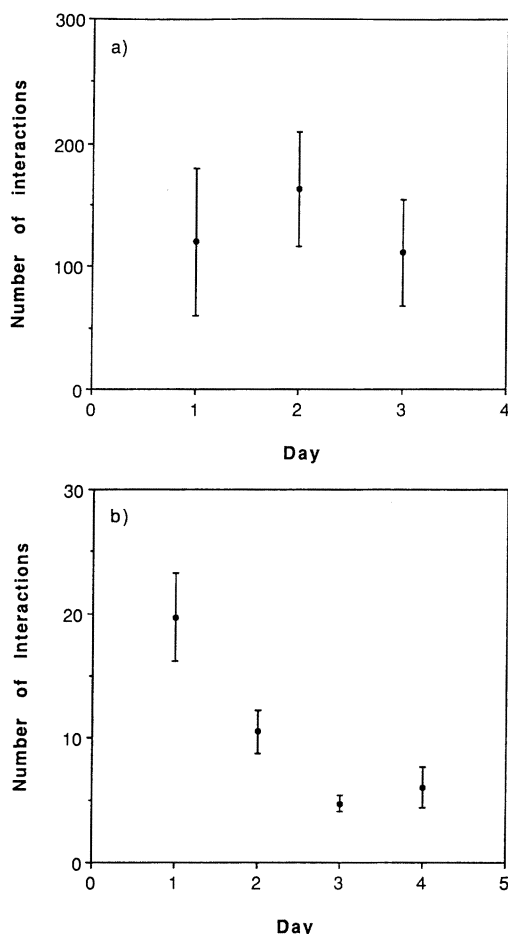 300
a)
200
100
0
Number of interactions
0 1 2 3 4
Day
30
b)
20
10
0
Number of Interactions
0 1 2 3 4 5
Day